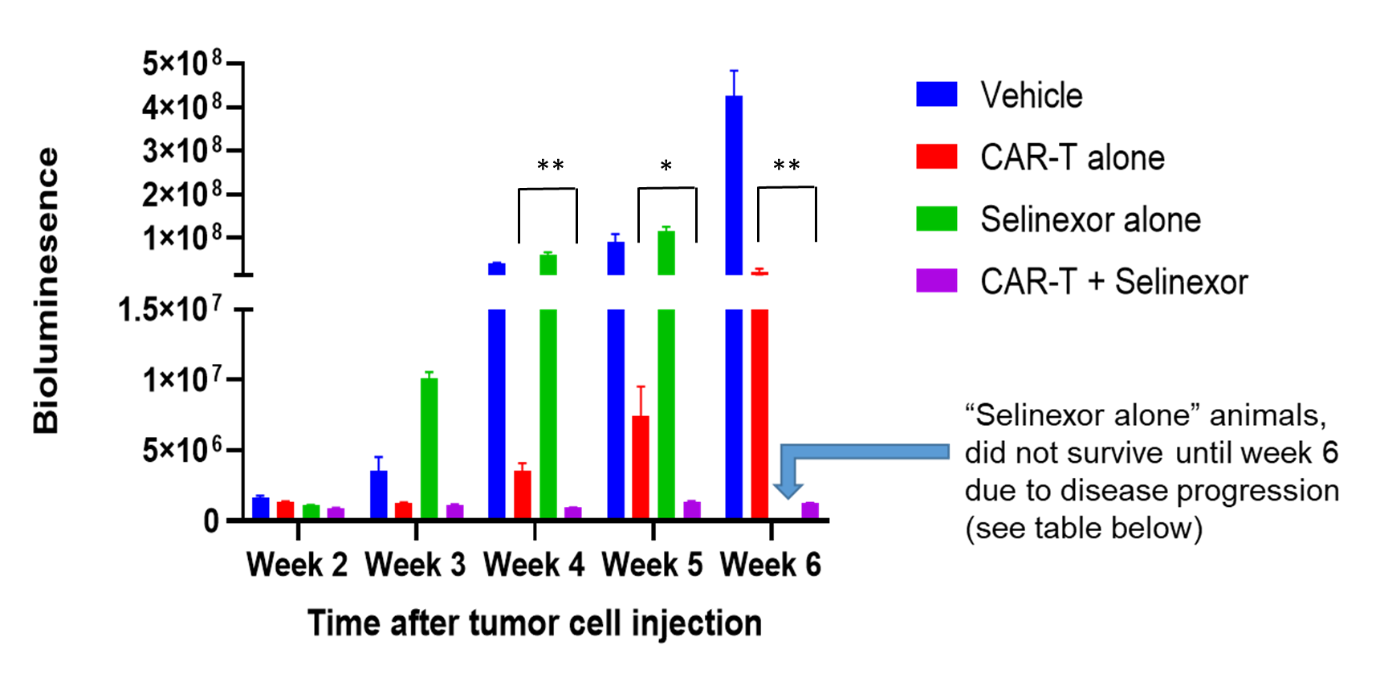 Bioluminesence
5×10⁸
4×10⁸
3×10⁸
2×10⁸
1×10⁸
1.5×10⁷
1×10⁷
5×10⁶
0
**
*
**
Week 2
Week 3
Week 4
Week 5
Week 6
Time after tumor cell injection
Vehicle
CAR-T alone
Selinexor alone
CAR-T + Selinexor
“Selinexor alone” animals,
did not survive until week 6
due to disease progression
(see table below)